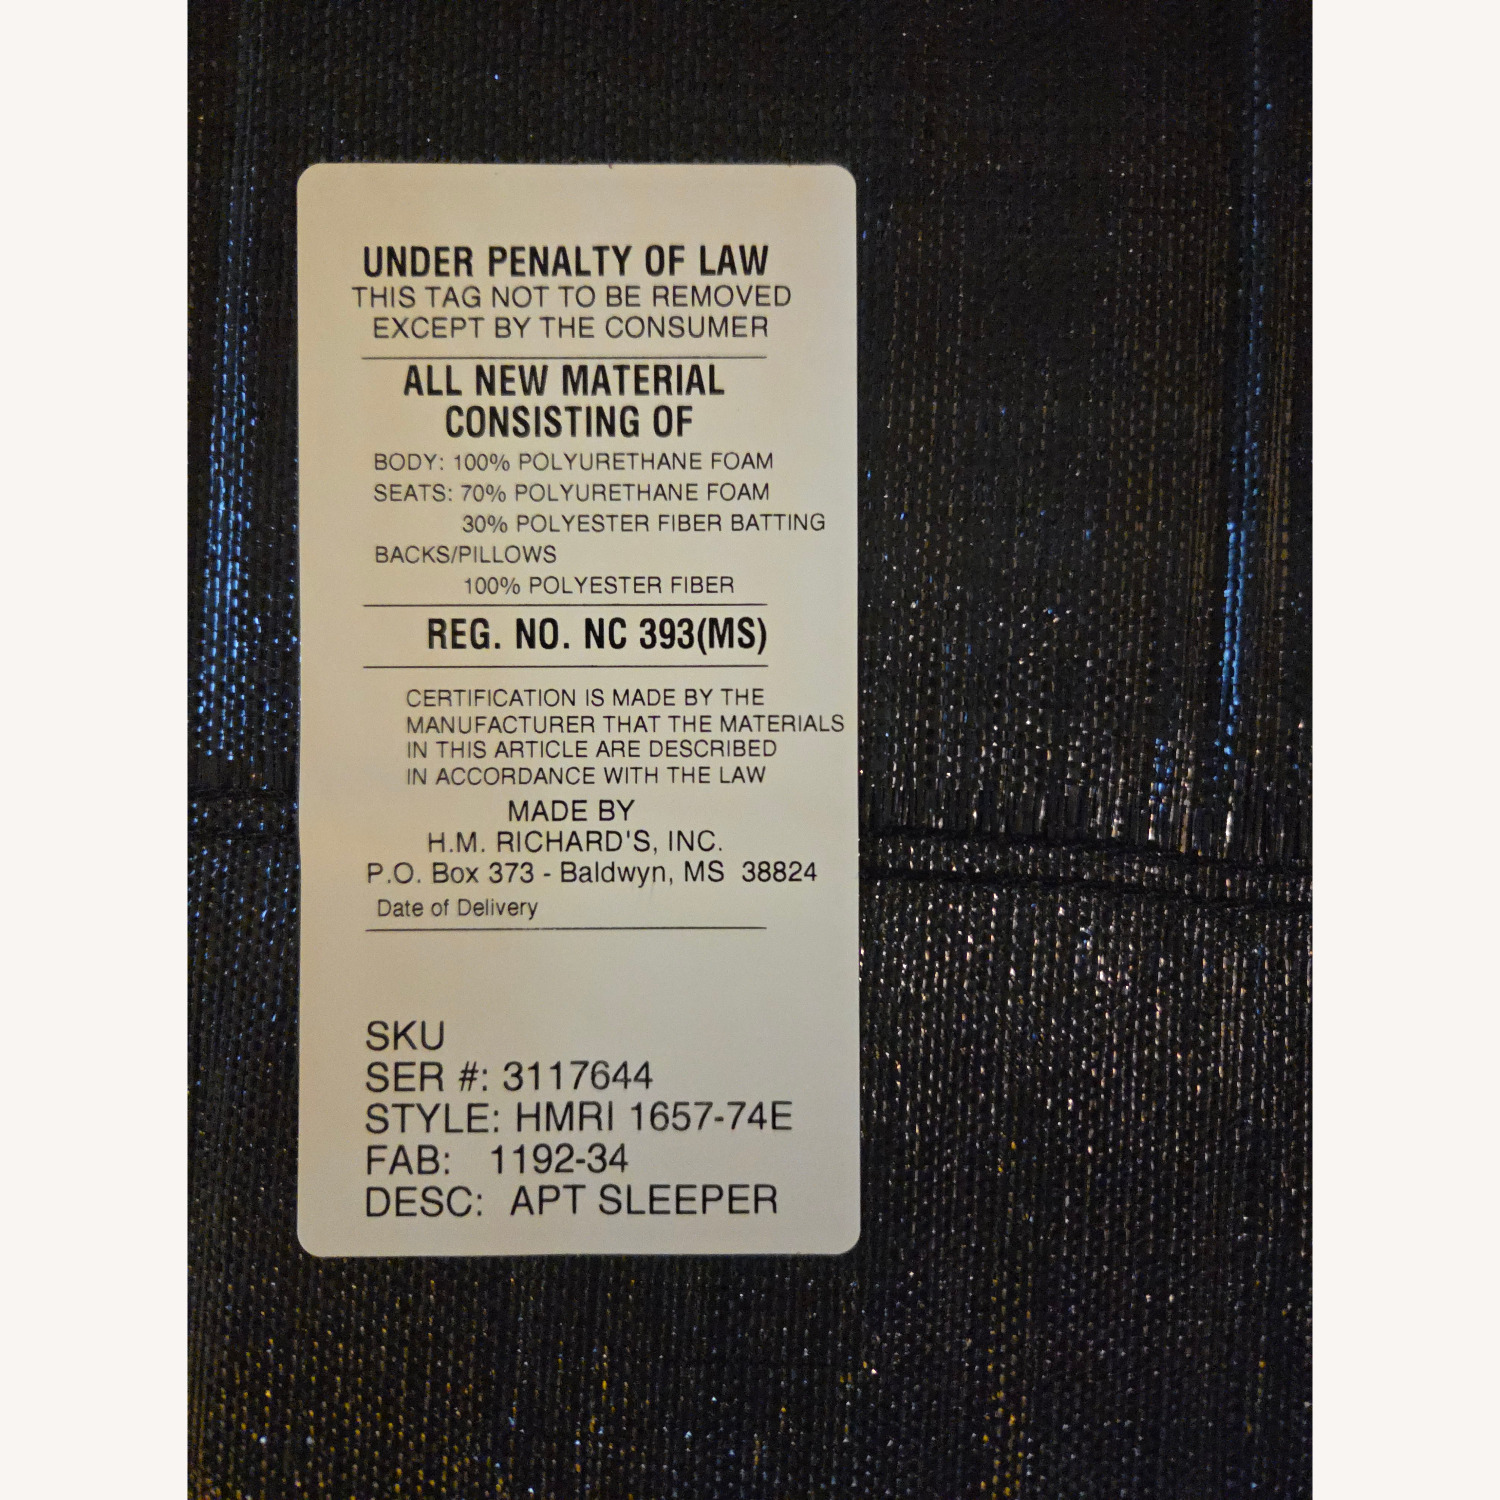 UNDER PENALTY OF LAW
THIS TAG NOT TO BE REMOVED
EXCEPT BY THE CONSUMER
ALL NEW MATERIAL
CONSISTING OF
BODY: 100% POLYURETHANE FOAM
SEATS: 70% POLYURETHANE FOAM
30% POLYESTER FIBER BATTING
BACKS/PILLOWS
100% POLYESTER FIBER
REG. NO. NC 393(MS)
CERTIFICATION IS MADE BY THE
MANUFACTURER THAT THE MATERIALS
IN THIS ARTICLE ARE DESCRIBED
IN ACCORDANCE WITH THE LAW
MADE BY
H.M. RICHARD'S, INC.
P.O. Box 373 - Baldwyn, MS 38824
Date of Delivery
SKU
SER #: 3117644
STYLE: HMRI 1657-74E
FAB: 1192-34
DESC: APT SLEEPER